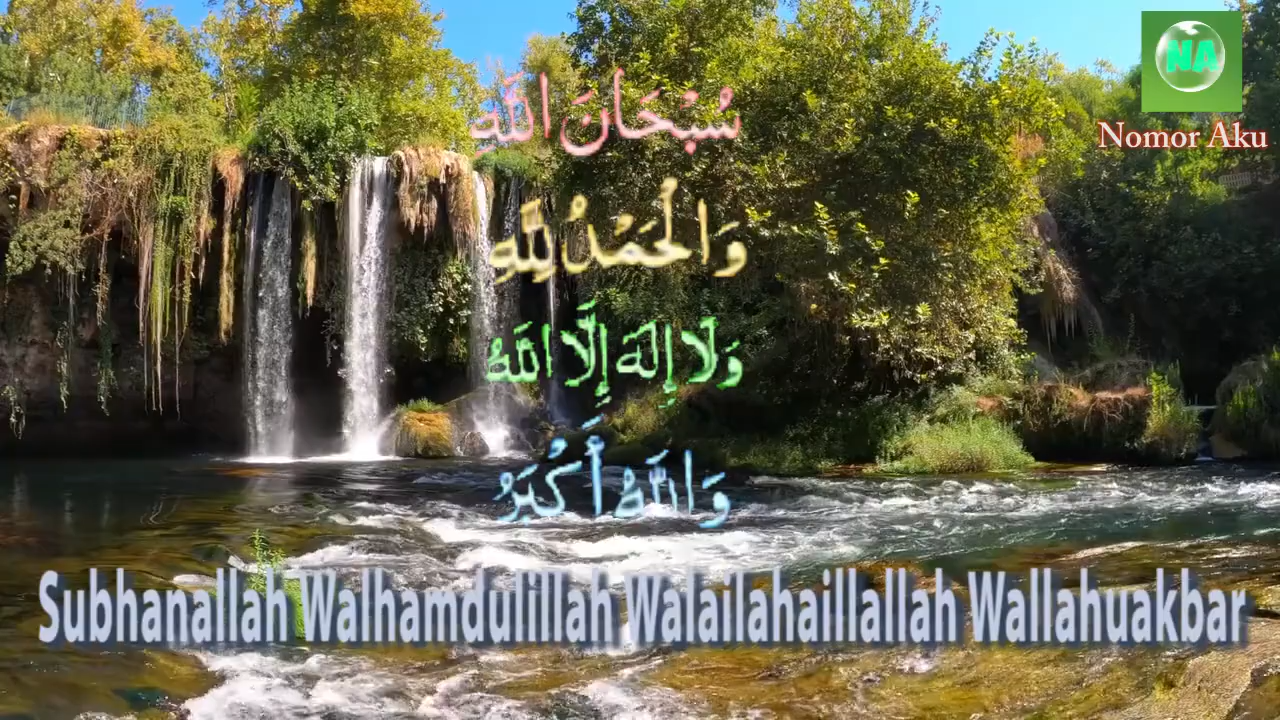 NA
Nomor Aku
سُبْحَانَ اللَّهِ
وَالْحَمْدُ لِلَّهِ
وَلَا إِلَهَ إِلَّا اللَّهُ
وَاللَّهُ أَكْبَرُ
Subhanallah Walhamdulillah Walailahaillallah Wallahuakbar